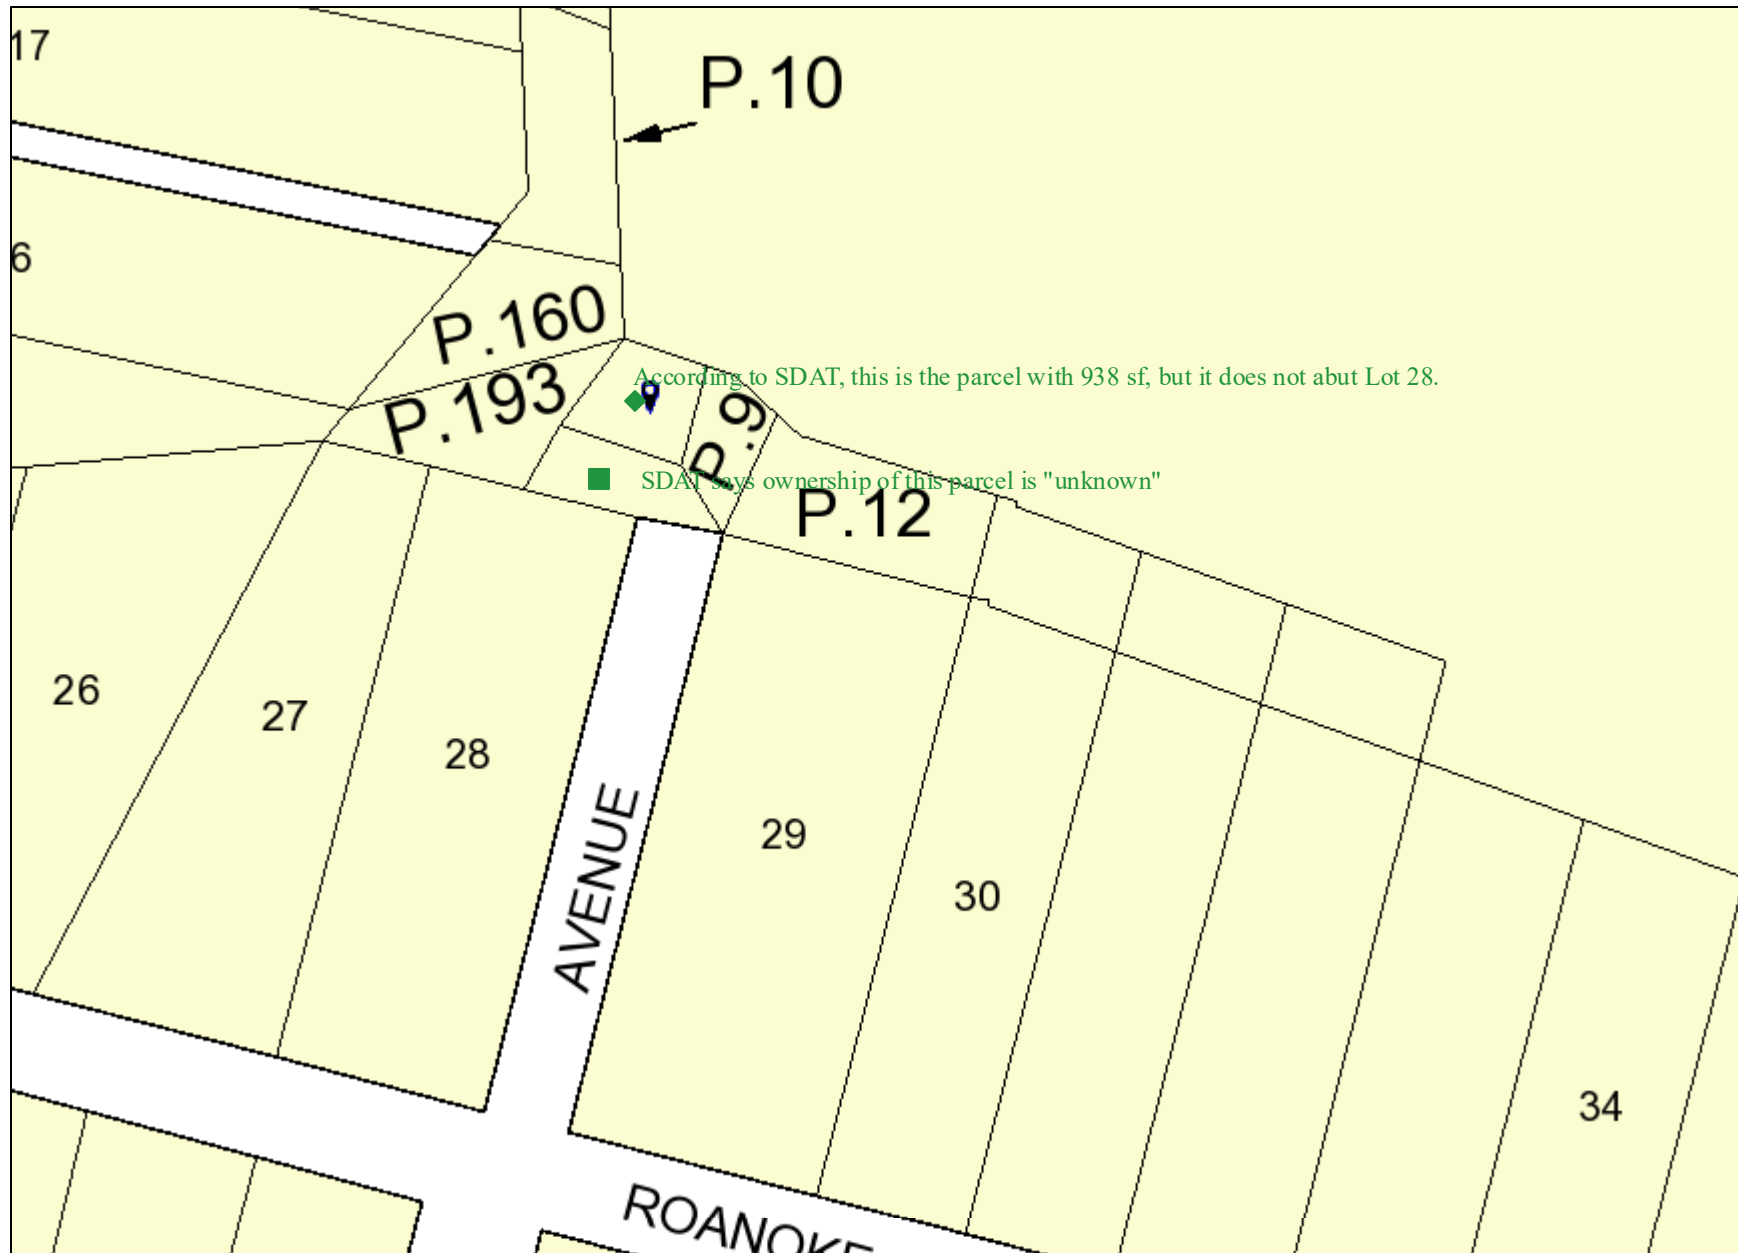 17
P.10
6
P.160
According to SDAT, this is the parcel with 938 sf, but it does not abut Lot 28.
P.193
P.9
SDAT says ownership of this parcel is "unknown"
P.12
26
27
28
29
30
AVENUE
34
ROANOKE